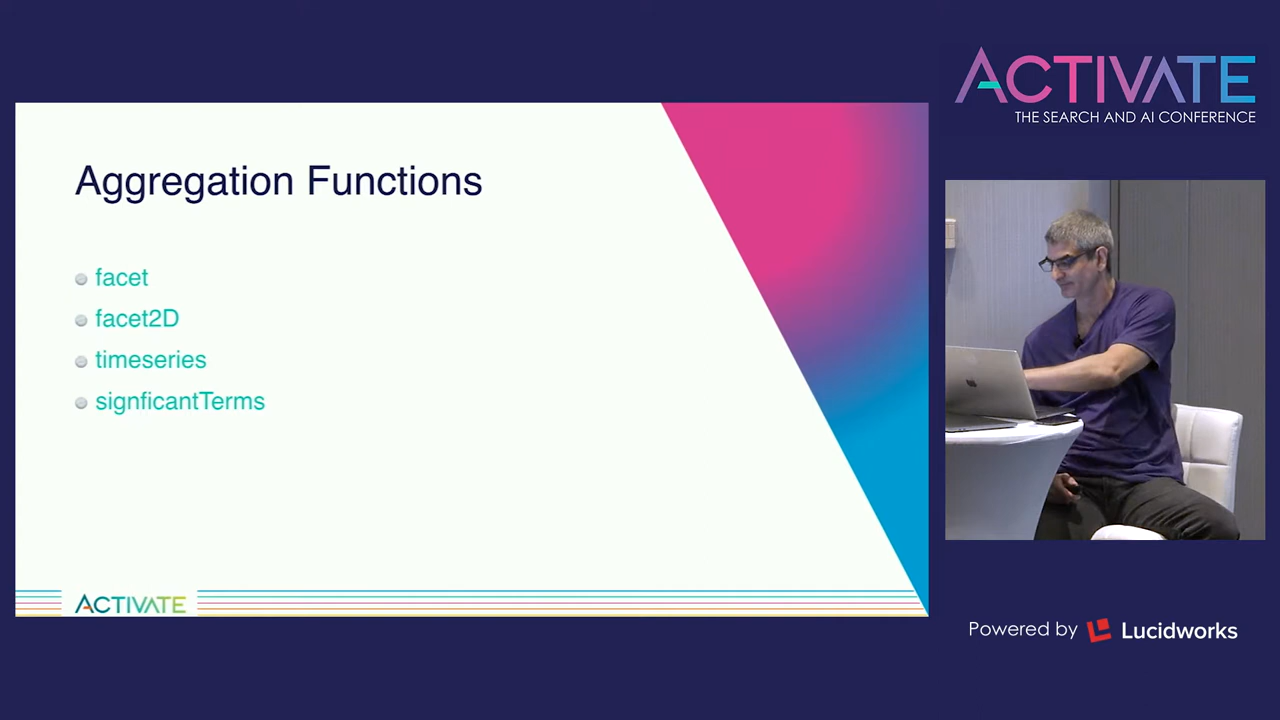 ACTIVATE
THE SEARCH AND AI CONFERENCE
Aggregation Functions
facet
facet2D
timeseries
signficantTerms
ACTIVATE
Powered by Lucidworks